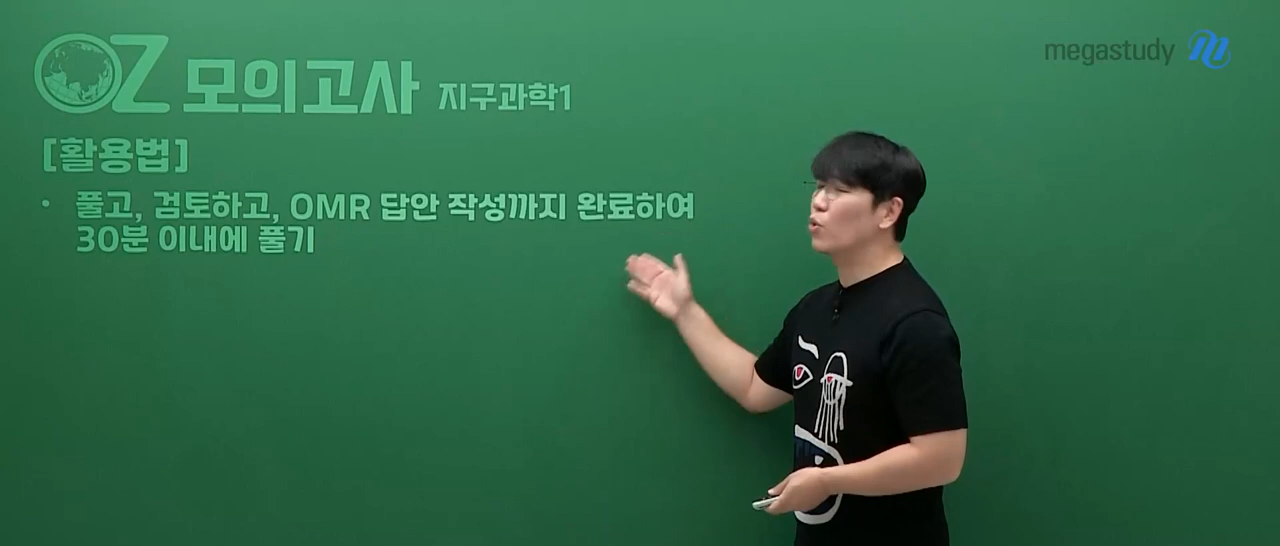 OZ 모의고사 지구과학1
megastudy
[활용법]
• 풀고, 검토하고, OMR 답안 작성까지 완료하여
30분 이내에 풀기